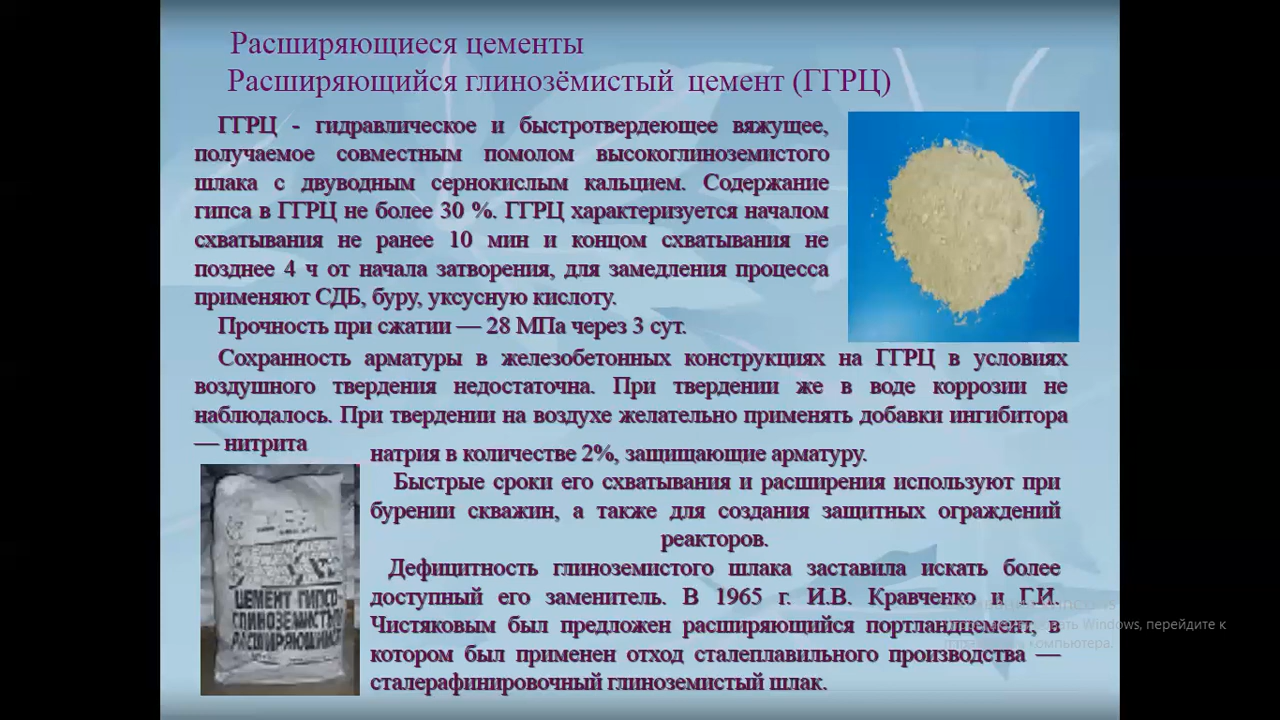 Расширяющиеся цементы
Расширяющийся глинозёмистый цемент (ГГРЦ)
ГГРЦ - гидравлическое и быстротвердеющее вяжущее,
получаемое совместным помолом высокоглиноземистого
шлака с двуводным сернокислым кальцием. Содержание
гипса в ГГРЦ не более 30 %. ГГРЦ характеризуется началом
схватывания не ранее 10 мин и концом схватывания не
позднее 4 ч от начала затворения, для замедления процесса
применяют СДБ, буру, уксусную кислоту.
Прочность при сжатии — 28 МПа через 3 сут.
Сохранность арматуры в железобетонных конструкциях на ГГРЦ в условиях
воздушного твердения недостаточна. При твердении же в воде коррозии не
наблюдалось. При твердении на воздухе желательно применять добавки ингибитора
— нитрита
натрия в количестве 2%, защищающие арматуру.
Быстрые сроки его схватывания и расширения используют при
бурении скважин, а также для создания защитных ограждений
реакторов.
Дефицитность глиноземистого шлака заставила искать более
доступный его заменитель. В 1965 г. И.В. Кравченко и Г.И.
Чистяковым был предложен расширяющийся портландцемент, в
котором был применен отход сталеплавильного производства —
сталерафинировочный глиноземистый шлак.
ЦЕМЕНТ ГИПСО-
ГЛИНОЗЕМИСТЫЙ
РАСШИРЯЮЩИЙСЯ
Windows, перейдите к
компьютера.